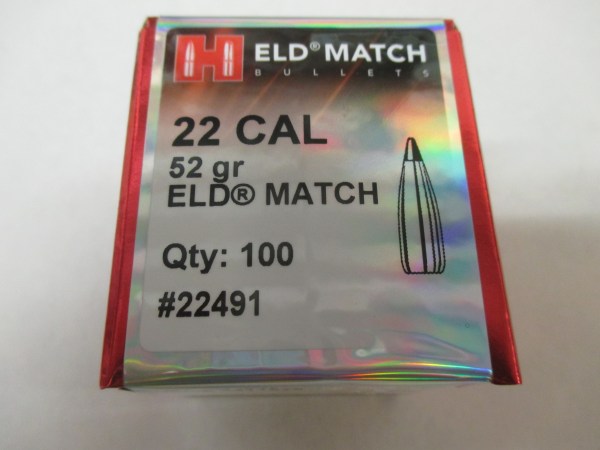 H ELD® MATCH
BULLETS
22 CAL
52 gr
ELD® MATCH
Qty: 100
#22491